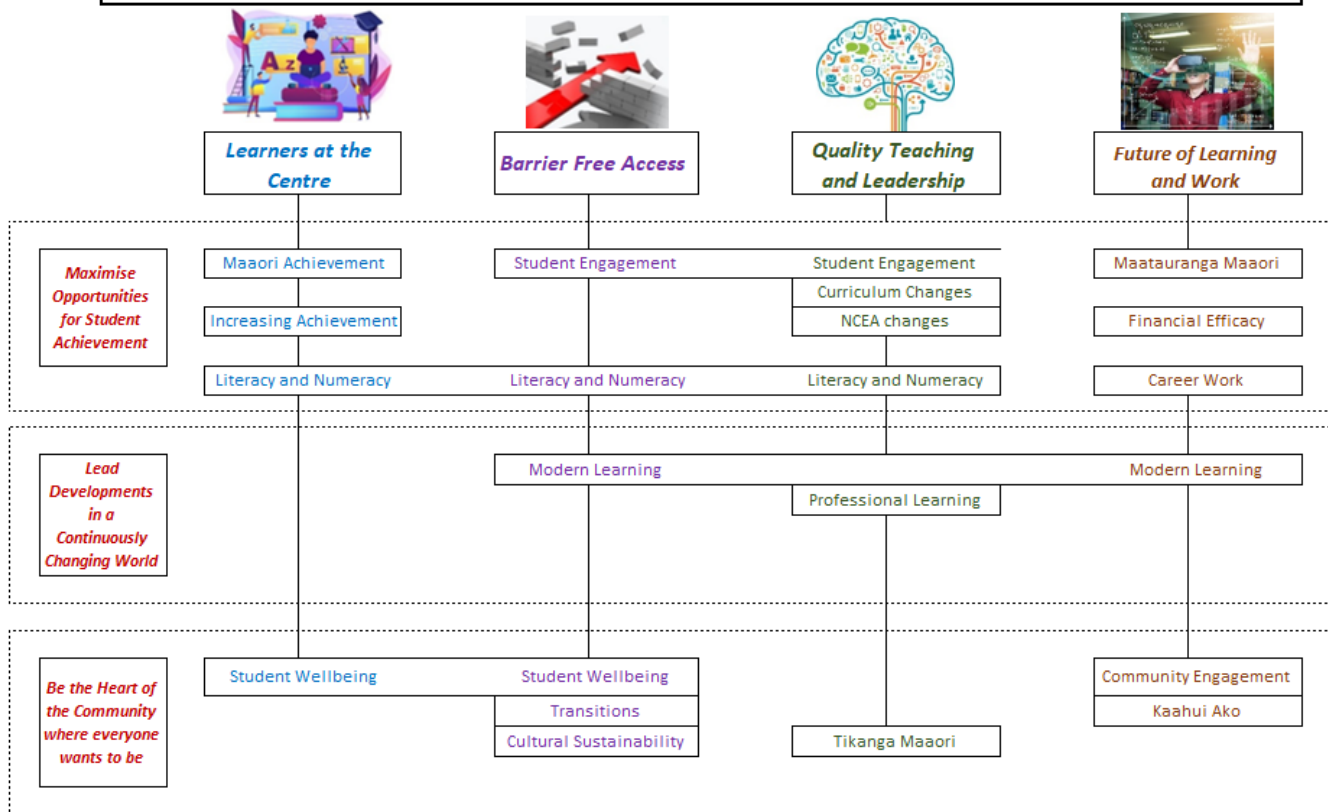 A z
Learners at the
Centre
Barrier Free Access
Quality Teaching
and Leadership
Future of Learning
and Work
Maximise
Opportunities
for Student
Achievement
Maaori Achievement
Student Engagement
Student Engagement
Maatauranga Maaori
Curriculum Changes
Increasing Achievement
NCEA changes
Financial Efficacy
Literacy and Numeracy
Literacy and Numeracy
Literacy and Numeracy
Career Work
Lead
Developments
in a
Continuously
Changing World
Modern Learning
Modern Learning
Professional Learning
Be the Heart of
the Community
where everyone
wants to be
Student Wellbeing
Student Wellbeing
Community Engagement
Transitions
Kaahui Ako
Cultural Sustainability
Tikanga Maaori